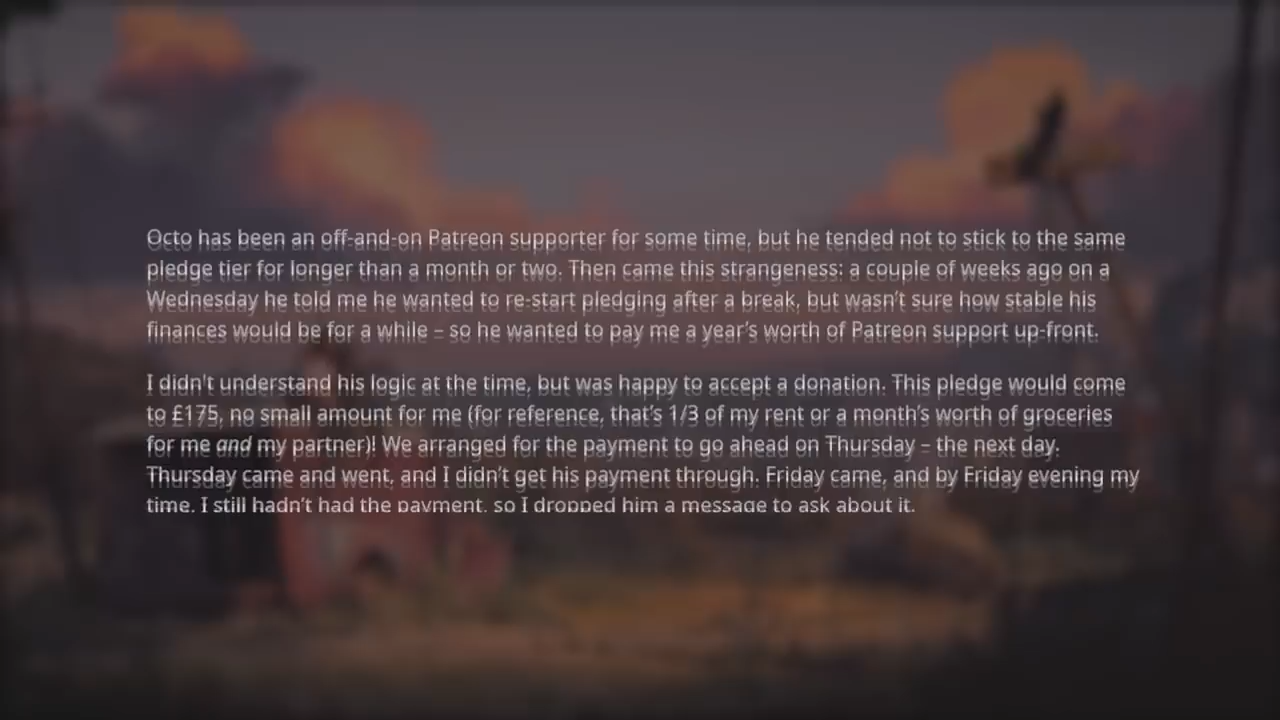 Octo has been an off-and-on Patreon supporter for some time, but he tended not to stick to the same
pledge tier for longer than a month or two. Then came this strangeness: a couple of weeks ago on a
Wednesday he told me he wanted to re-start pledging after a break, but wasn't sure how stable his
finances would be for a while – so he wanted to pay me a year's worth of Patreon support up-front.
I didn't understand his logic at the time, but was happy to accept a donation. This pledge would come
to £175, no small amount for me (for reference, that's 1/3 of my rent or a month's worth of groceries
for me and my partner)! We arranged for the payment to go ahead on Thursday – the next day.
Thursday came and went, and I didn't get his payment through. Friday came, and by Friday evening my
time, I still hadn't had the payment, so I dropped him a message to ask about it.